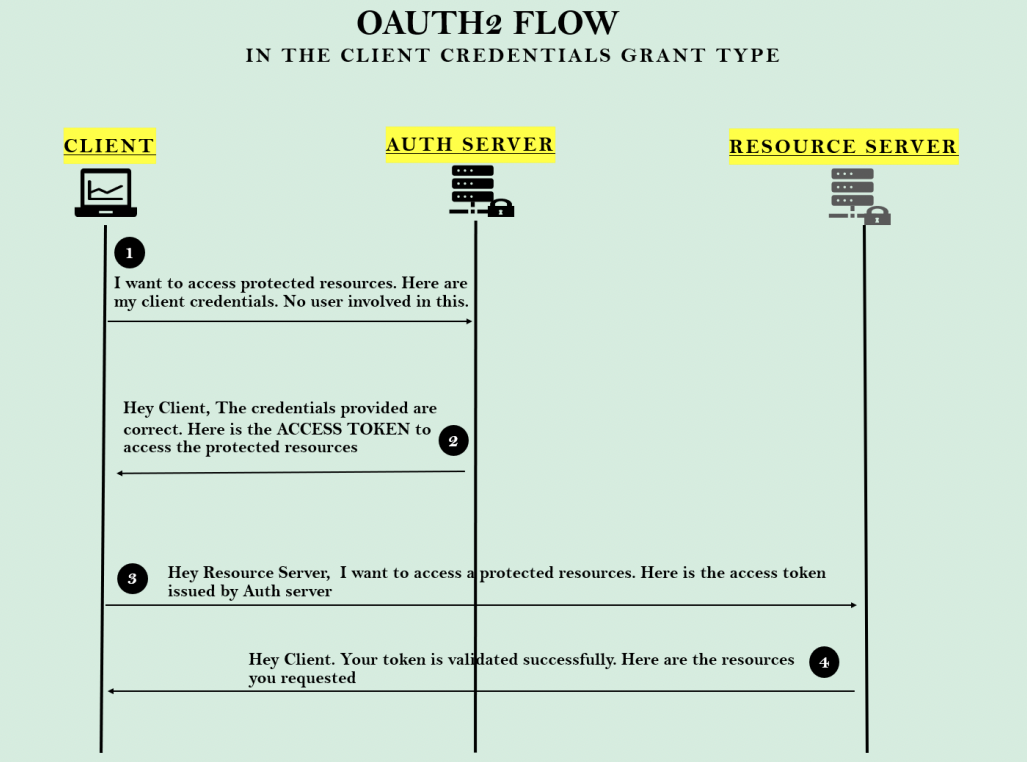 OAUTH2 FLOW
IN THE CLIENT CREDENTIALS GRANT TYPE
CLIENT
AUTH SERVER
RESOURCE SERVER
1
I want to access protected resources. Here are
my client credentials. No user involved in this.
Hey Client, The credentials provided are
correct. Here is the ACCESS TOKEN to
access the protected resources
2
3
Hey Resource Server, I want to access a protected resources. Here is the access token
issued by Auth server
Hey Client. Your token is validated successfully. Here are the resources
you requested
4